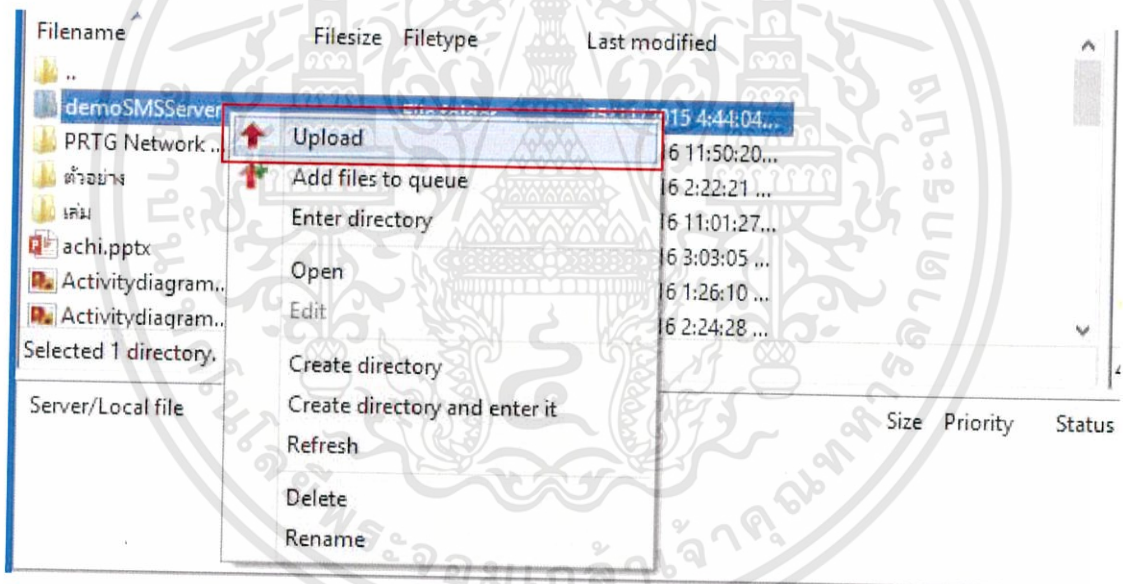 Filename Filesize Filetype Last modified
..
demoSMSServer 2015 4:44:04...
Upload
PRTG Network ... 16 11:50:20...
Add files to queue
ตัวอย่าง 16 2:22:21 ...
Enter directory
เล่ม 16 11:01:27...
achi.pptx 16 3:03:05 ...
Open
Activitydiagram... 16 1:26:10 ...
Edit
Activitydiagram... 16 2:24:28 ...
Selected 1 directory.
Create directory
Server/Local file Size Priority Status
Create directory and enter it
Refresh
Delete
Rename